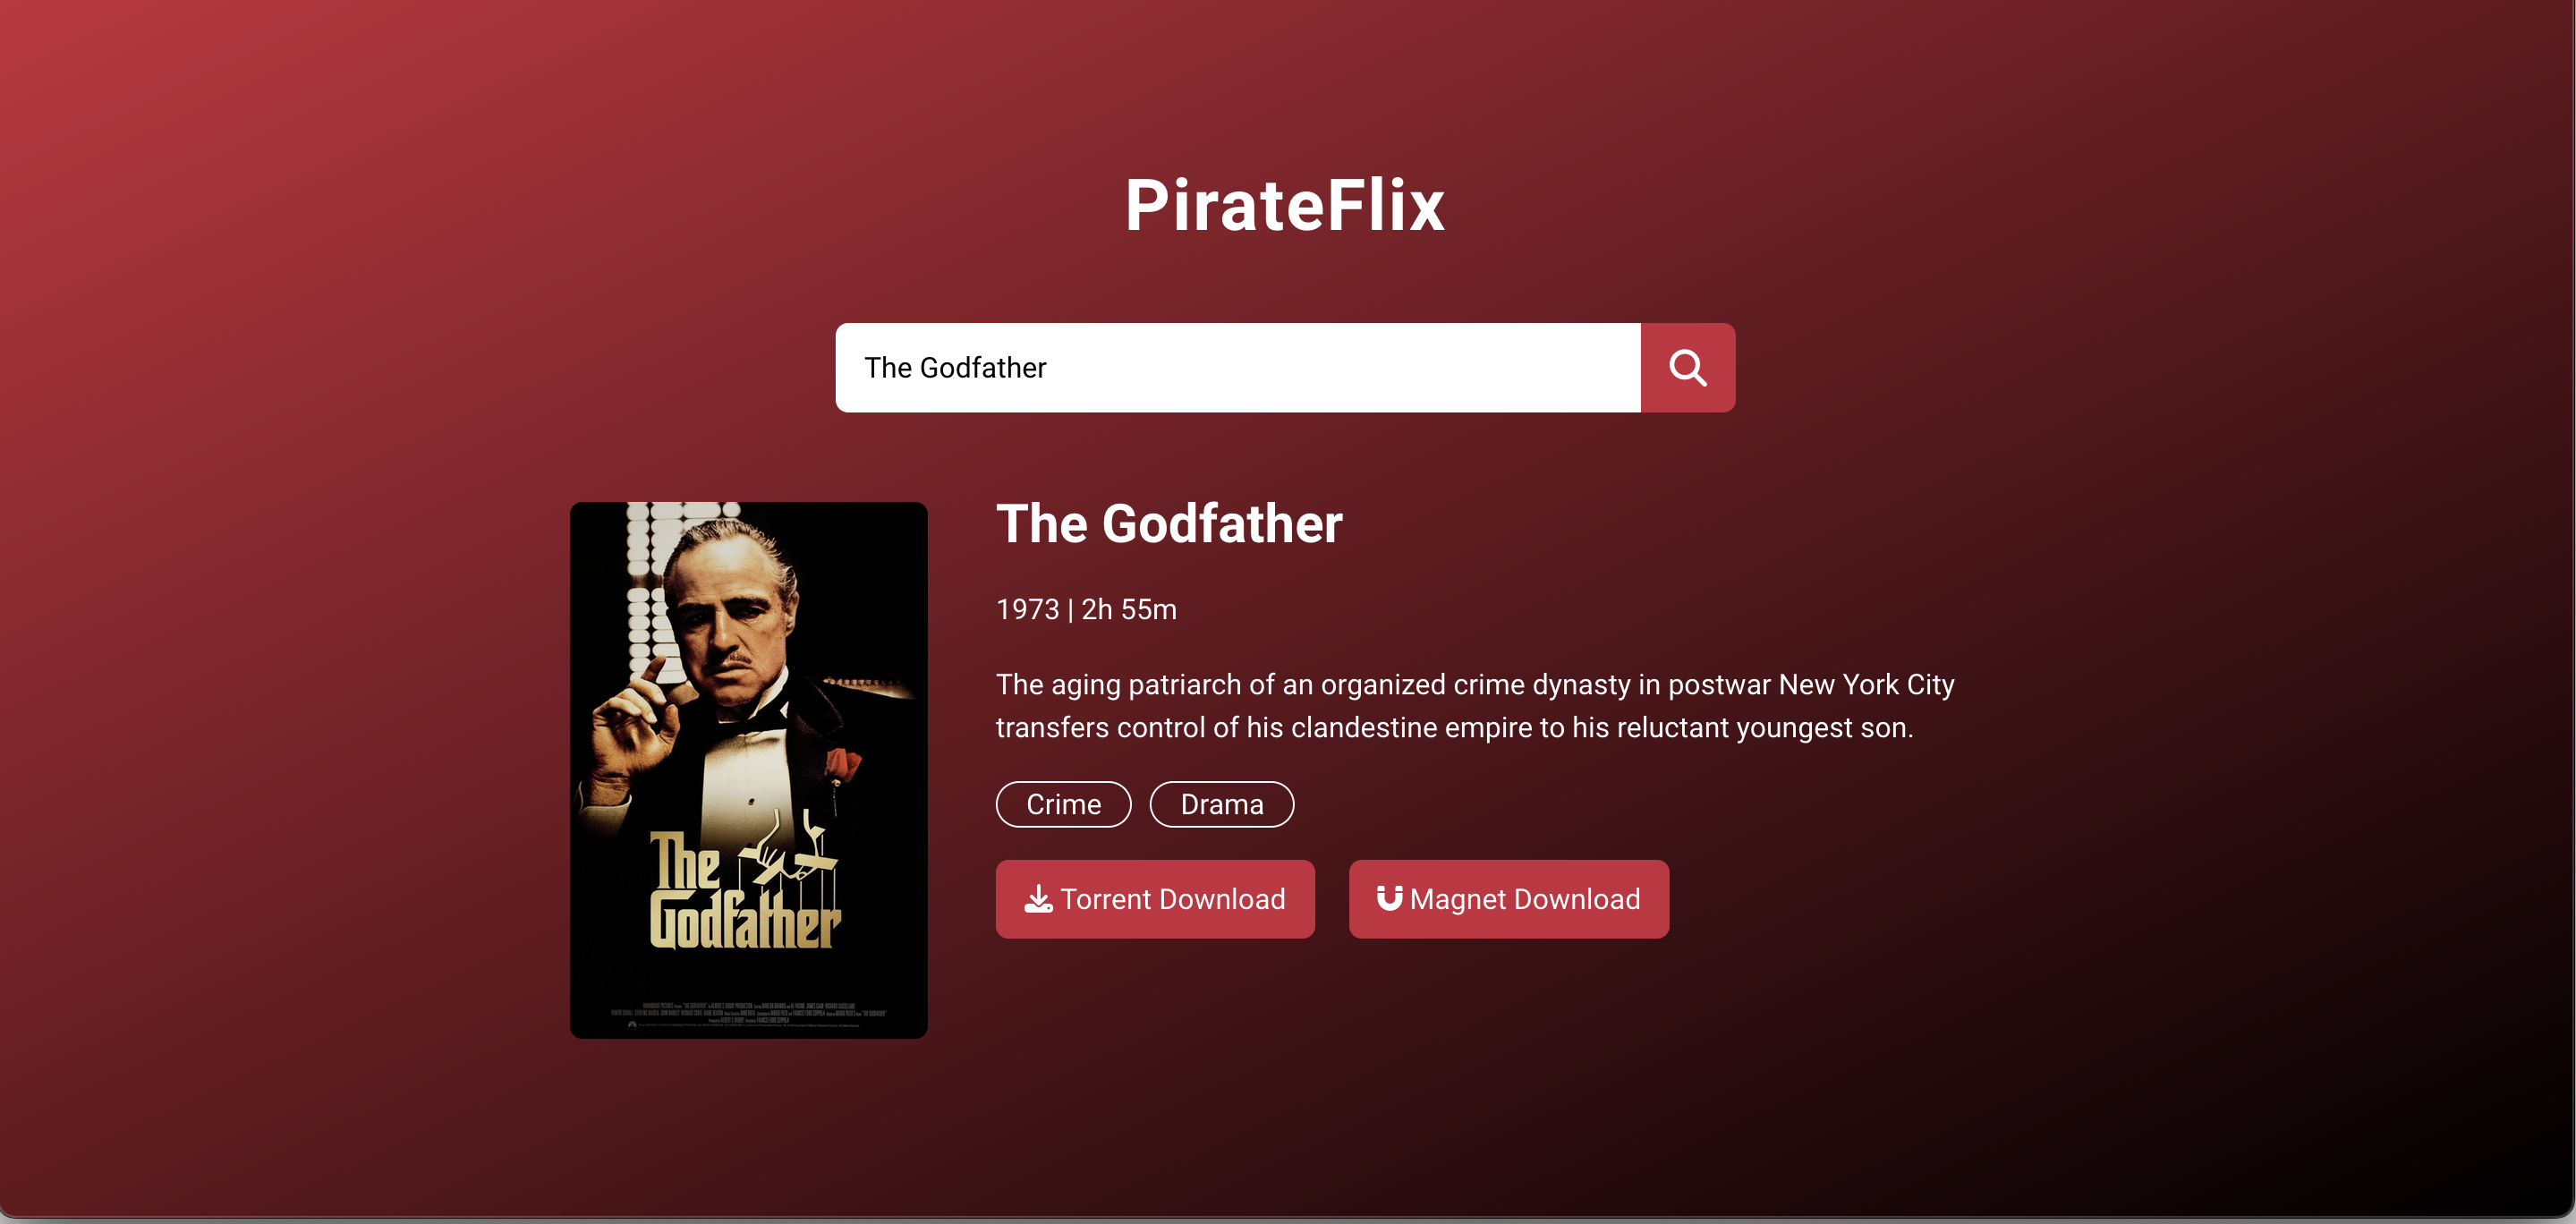 PirateFlix
The Godfather
The Godfather
1973 | 2h 55m
The aging patriarch of an organized crime dynasty in postwar New York City
transfers control of his clandestine empire to his reluctant youngest son.
Crime
Drama
Torrent Download
Magnet Download
The
Godfather